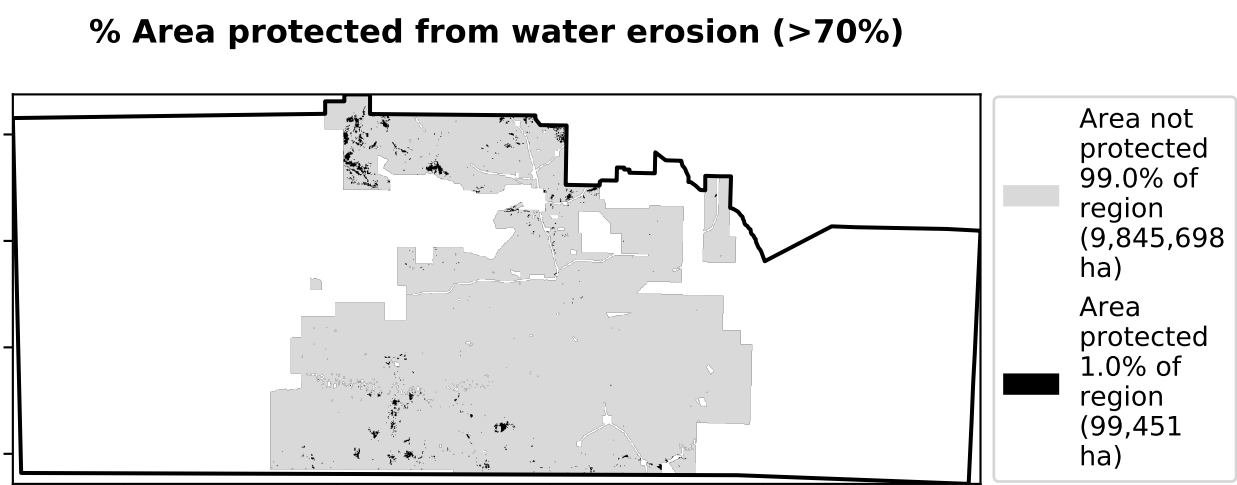 % Area protected from water erosion (>70%)
Area not
protected
99.0% of
region
(9,845,698
ha)
Area
protected
1.0% of
region
(99,451
ha)